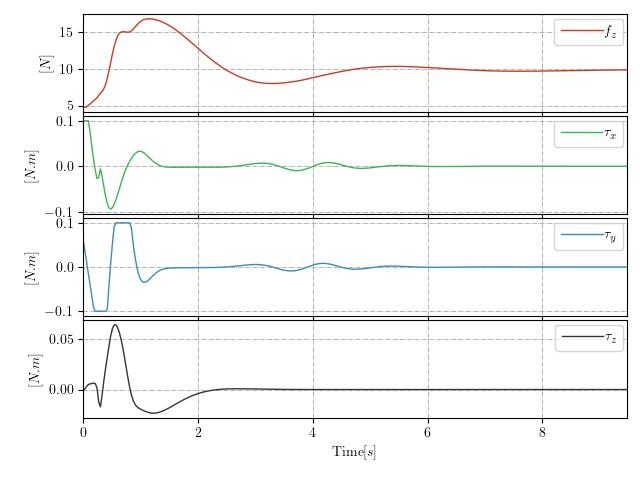 15
10
5
[N]
f_z
0.1
0.0
−0.1
[N.m]
τ_x
0.1
0.0
−0.1
[N.m]
τ_y
0.05
0.00
[N.m]
τ_z
0 2 4 6 8
Time[s]